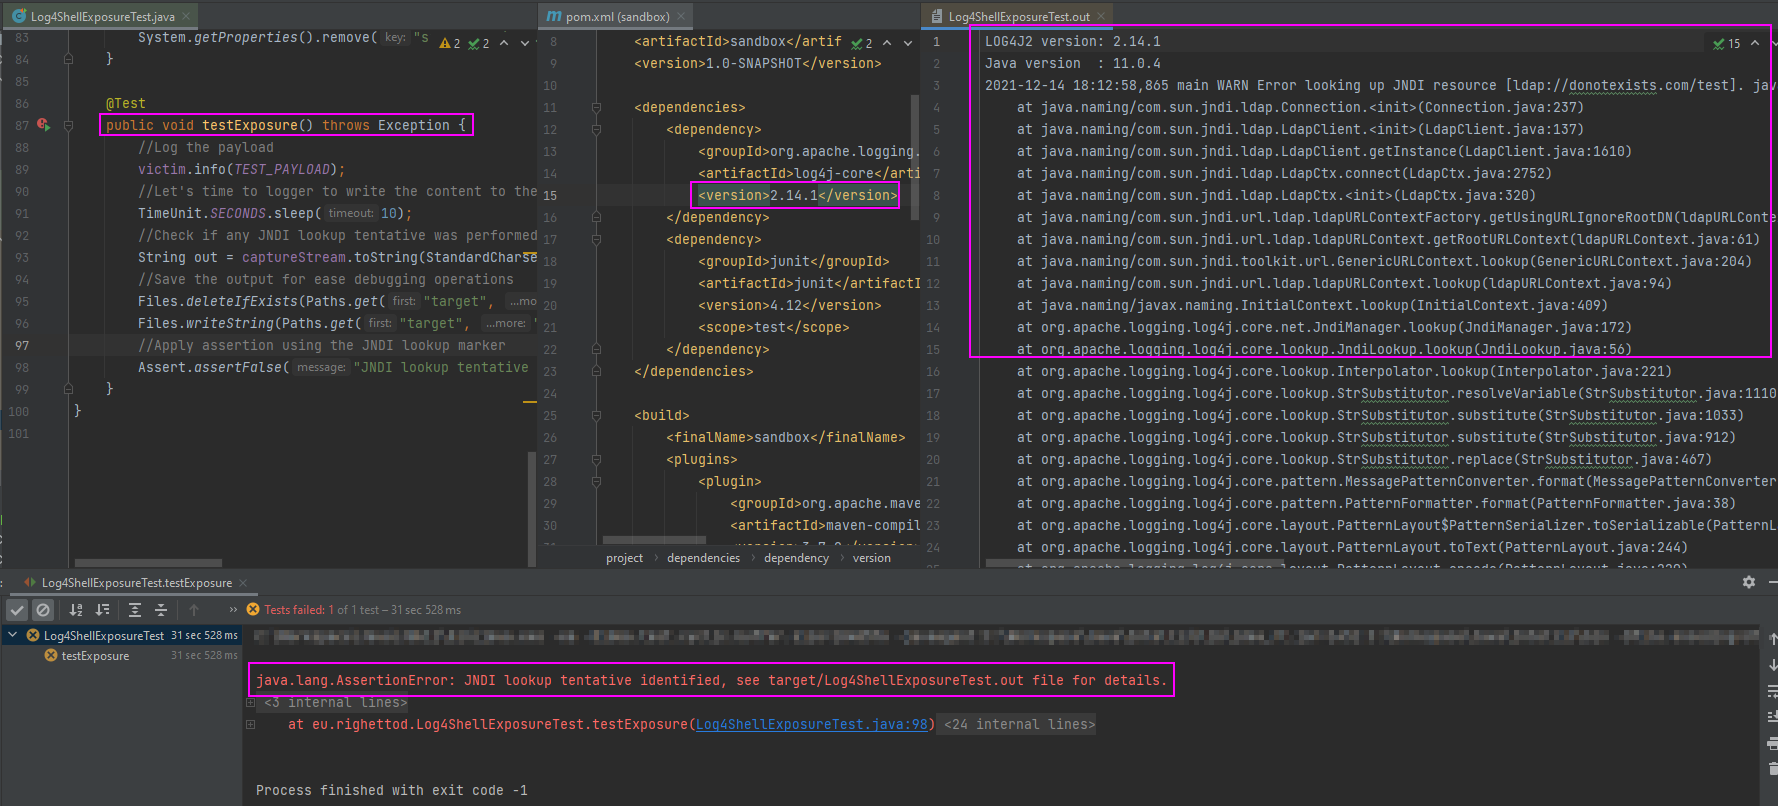 Log4ShellExposureTest.java
83 System.getProperties().remove( key: "s 2 2
84 }
85
86 @Test
87 public void testExposure() throws Exception {
88 //Log the payload
89 victim.info(TEST_PAYLOAD);
90 //Let's time to logger to write the content to the
91 TimeUnit.SECONDS.sleep( timeout: 10);
92 //Check if any JNDI lookup tentative was performed
93 String out = captureStream.toString(StandardCharse
94 //Save the output for ease debugging operations
95 Files.deleteIfExists(Paths.get( first: "target", ...mo
96 Files.writeString(Paths.get( first: "target", ...more: "
97 //Apply assertion using the JNDI lookup marker
98 Assert.assertFalse( message: "JNDI lookup tentative
99 }
100 }
101
pom.xml (sandbox)
8 <artifactId>sandbox</artif 2
9 <version>1.0-SNAPSHOT</version>
10
11 <dependencies>
12 <dependency>
13 <groupId>org.apache.logging.
14 <artifactId>log4j-core</arti
15 <version>2.14.1</version>
16 </dependency>
17 <dependency>
18 <groupId>junit</groupId>
19 <artifactId>junit</artifactI
20 <version>4.12</version>
21 <scope>test</scope>
22 </dependency>
23 </dependencies>
24
25 <build>
26 <finalName>sandbox</finalName>
27 <plugins>
28 <plugin>
29 <groupId>org.apache.mave
30 <artifactId>maven-compil
project > dependencies > dependency > version
Log4ShellExposureTest.out
1 LOG4J2 version: 2.14.1 15
2 Java version  : 11.0.4
3 2021-12-14 18:12:58,865 main WARN Error looking up JNDI resource [ldap://donotexists.com/test]. jav
4 at java.naming/com.sun.jndi.ldap.Connection.<init>(Connection.java:237)
5 at java.naming/com.sun.jndi.ldap.LdapClient.<init>(LdapClient.java:137)
6 at java.naming/com.sun.jndi.ldap.LdapClient.getInstance(LdapClient.java:1610)
7 at java.naming/com.sun.jndi.ldap.LdapCtx.connect(LdapCtx.java:2752)
8 at java.naming/com.sun.jndi.ldap.LdapCtx.<init>(LdapCtx.java:320)
9 at java.naming/com.sun.jndi.url.ldap.ldapURLContextFactory.getUsingURLIgnoreRootDN(ldapURLConte
10 at java.naming/com.sun.jndi.url.ldap.ldapURLContext.getRootURLContext(ldapURLContext.java:61)
11 at java.naming/com.sun.jndi.toolkit.url.GenericURLContext.lookup(GenericURLContext.java:204)
12 at java.naming/com.sun.jndi.url.ldap.ldapURLContext.lookup(ldapURLContext.java:94)
13 at java.naming/javax.naming.InitialContext.lookup(InitialContext.java:409)
14 at org.apache.logging.log4j.core.net.JndiManager.lookup(JndiManager.java:172)
15 at org.apache.logging.log4j.core.lookup.JndiLookup.lookup(JndiLookup.java:56)
16 at org.apache.logging.log4j.core.lookup.Interpolator.lookup(Interpolator.java:221)
17 at org.apache.logging.log4j.core.lookup.StrSubstitutor.resolveVariable(StrSubstitutor.java:1110
18 at org.apache.logging.log4j.core.lookup.StrSubstitutor.substitute(StrSubstitutor.java:1033)
19 at org.apache.logging.log4j.core.lookup.StrSubstitutor.substitute(StrSubstitutor.java:912)
20 at org.apache.logging.log4j.core.lookup.StrSubstitutor.replace(StrSubstitutor.java:467)
21 at org.apache.logging.log4j.core.pattern.MessagePatternConverter.format(MessagePatternConverter
22 at org.apache.logging.log4j.core.pattern.PatternFormatter.format(PatternFormatter.java:38)
23 at org.apache.logging.log4j.core.layout.PatternLayout$PatternSerializer.toSerializable(PatternL
24 at org.apache.logging.log4j.core.layout.PatternLayout.toText(PatternLayout.java:244)
Log4ShellExposureTest.testExposure
Tests failed: 1 of 1 test – 31 sec 528 ms
Log4ShellExposureTest 31 sec 528 ms
testExposure 31 sec 528 ms
java.lang.AssertionError: JNDI lookup tentative identified, see target/Log4ShellExposureTest.out file for details.
<3 internal lines>
at eu.righettod.Log4ShellExposureTest.testExposure(Log4ShellExposureTest.java:98) <24 internal lines>
Process finished with exit code -1